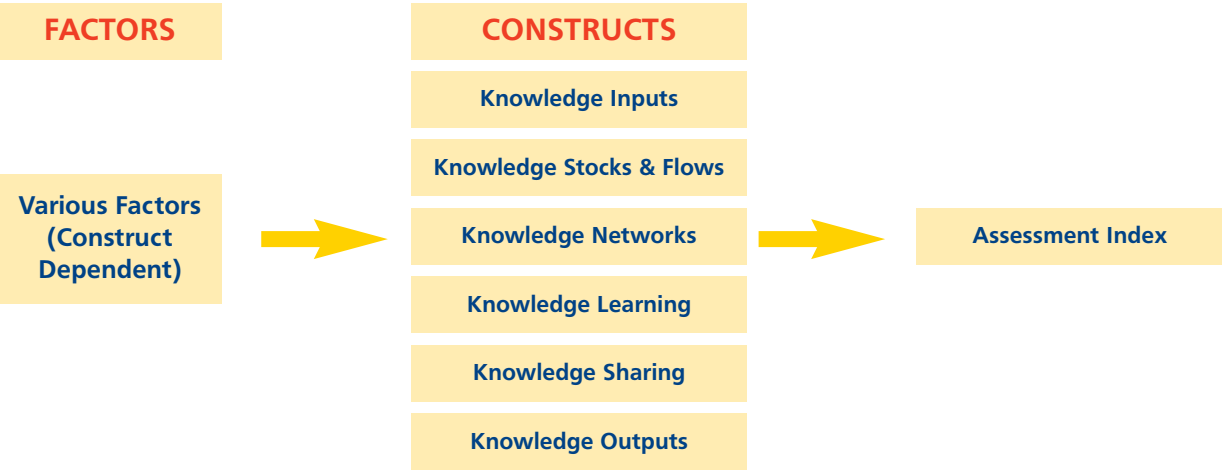 FACTORS
CONSTRUCTS
Knowledge Inputs
Knowledge Stocks & Flows
Various Factors
(Construct
Dependent)
Knowledge Networks
Assessment Index
Knowledge Learning
Knowledge Sharing
Knowledge Outputs